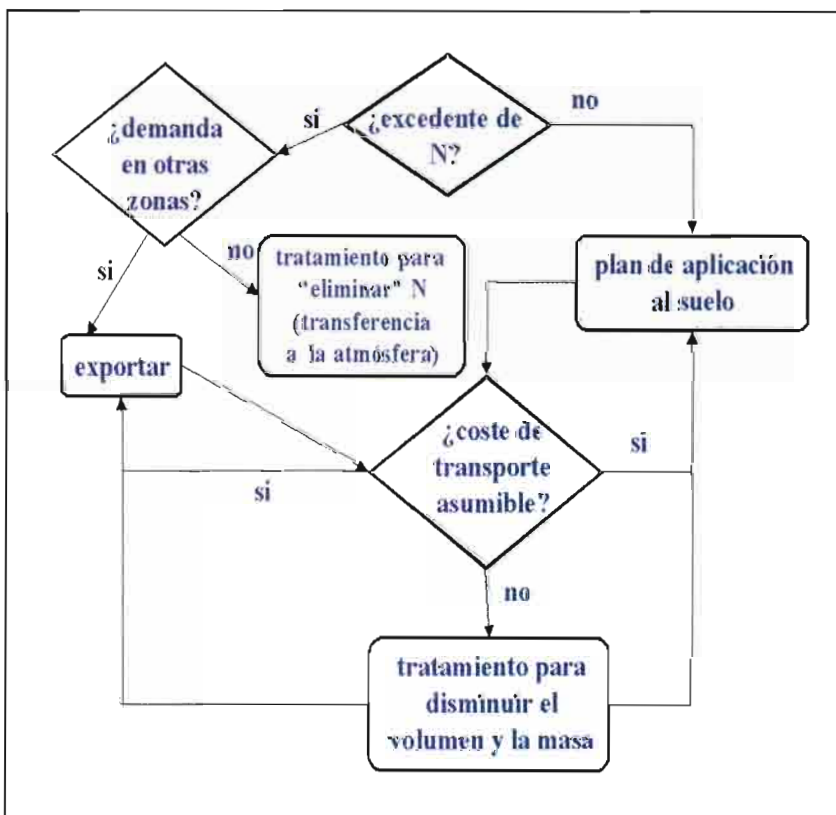 ¿excedente de
N?
si
no
¿demanda
en otras
zonas?
si
no
tratamiento para
"eliminar" N
(transferencia
a la atmósfera)
plan de aplicación
al suelo
exportar
¿coste de
transporte
asumible?
si
si
no
tratamiento para
disminuir el
volumen y la masa